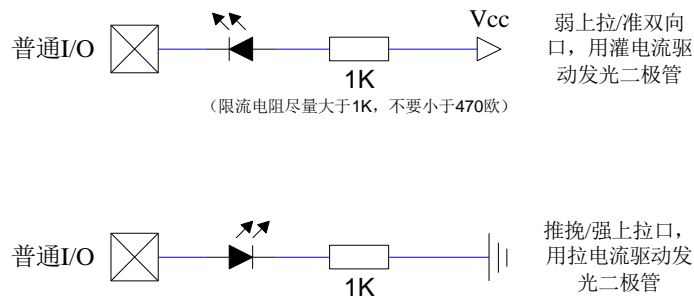 Vcc
普通I/O
1K
（限流电阻尽量大于1K，不要小于470欧）
弱上拉/准双向
口，用灌电流驱
动发光二极管
普通I/O
1K
推挽/强上拉口，
用拉电流驱动发
光二极管